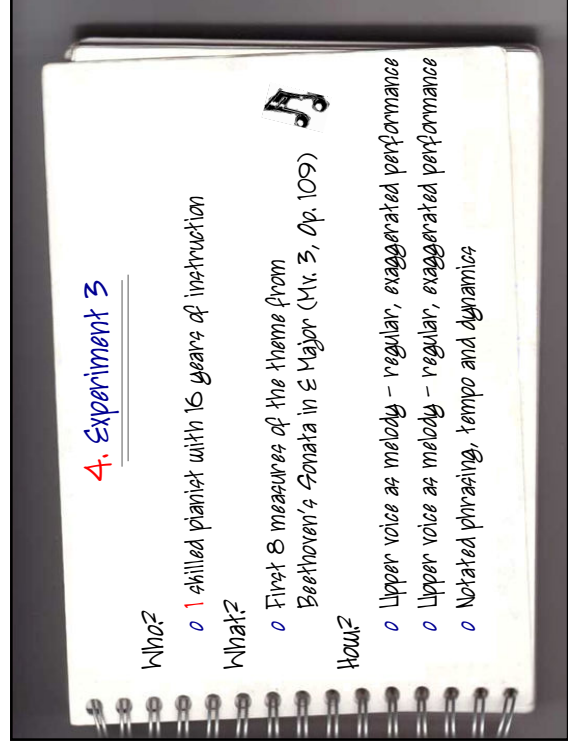 4. Experiment 3
Who?
o 1 skilled pianist with 16 years of instruction
What?
o First 8 measures of the theme from
Beethoven's Sonata in E Major (Mv. 3, Op. 109)
How?
o Upper voice as melody – regular, exaggerated performance
o Upper voice as melody – regular, exaggerated performance
o Notated phrasing, tempo and dynamics